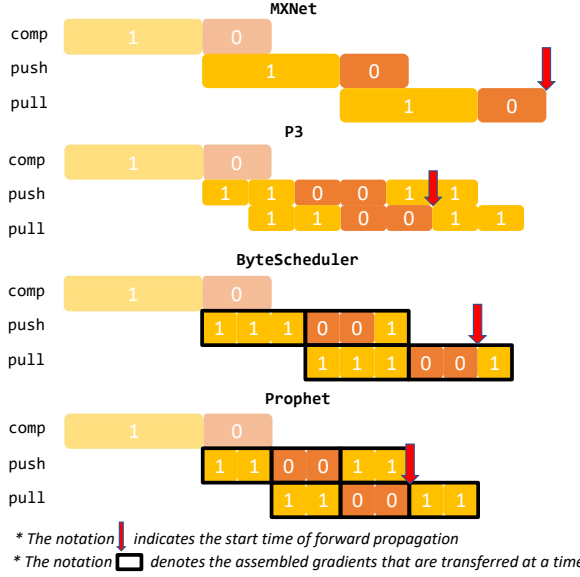 MXNet
comp 1 0
push 1 0
pull 1 0
P3
comp 1 0
push 1 1 0 0 1 1
pull 1 1 0 0 1 1
ByteScheduler
comp 1 0
push 1 1 1 0 0 1
pull 1 1 1 0 0 1
Prophet
comp 1 0
push 1 1 0 0 1 1
pull 1 1 0 0 1 1
* The notation indicates the start time of forward propagation
* The notation denotes the assembled gradients that are transferred at a time